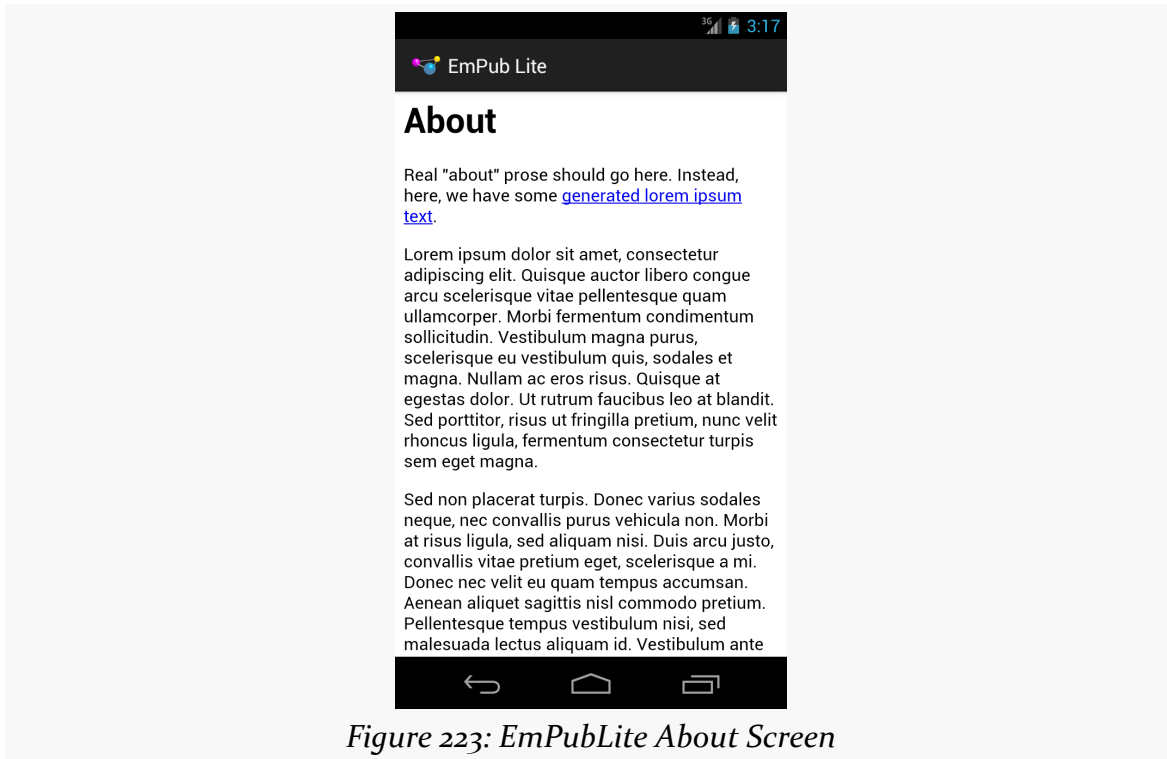 3G 3:17
EmPub Lite
About
Real "about" prose should go here. Instead,
here, we have some generated lorem ipsum
text.
Lorem ipsum dolor sit amet, consectetur
adipiscing elit. Quisque auctor libero congue
arcu scelerisque vitae pellentesque quam
ullamcorper. Morbi fermentum condimentum
sollicitudin. Vestibulum magna purus,
scelerisque eu vestibulum quis, sodales et
magna. Nullam ac eros risus. Quisque at
egestas dolor. Ut rutrum faucibus leo at blandit.
Sed porttitor, risus ut fringilla pretium, nunc velit
rhoncus ligula, fermentum consectetur turpis
sem eget magna.
Sed non placerat turpis. Donec varius sodales
neque, nec convallis purus vehicula non. Morbi
at risus ligula, sed aliquam nisi. Duis arcu justo,
convallis vitae pretium eget, scelerisque a mi.
Donec nec velit eu quam tempus accumsan.
Aenean aliquet sagittis nisl commodo pretium.
Pellentesque tempus vestibulum nisi, sed
malesuada lectus aliquam id. Vestibulum ante
Figure 223: EmPubLite About Screen